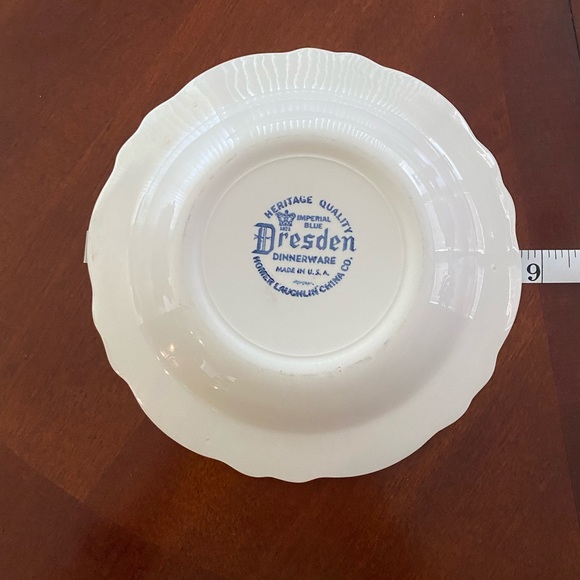 HERITAGE QUALITY
IMPERIAL
1871 BLUE
Dresden
DINNERWARE
MADE IN U.S.A.
HOMER LAUGHLIN CHINA CO.
9